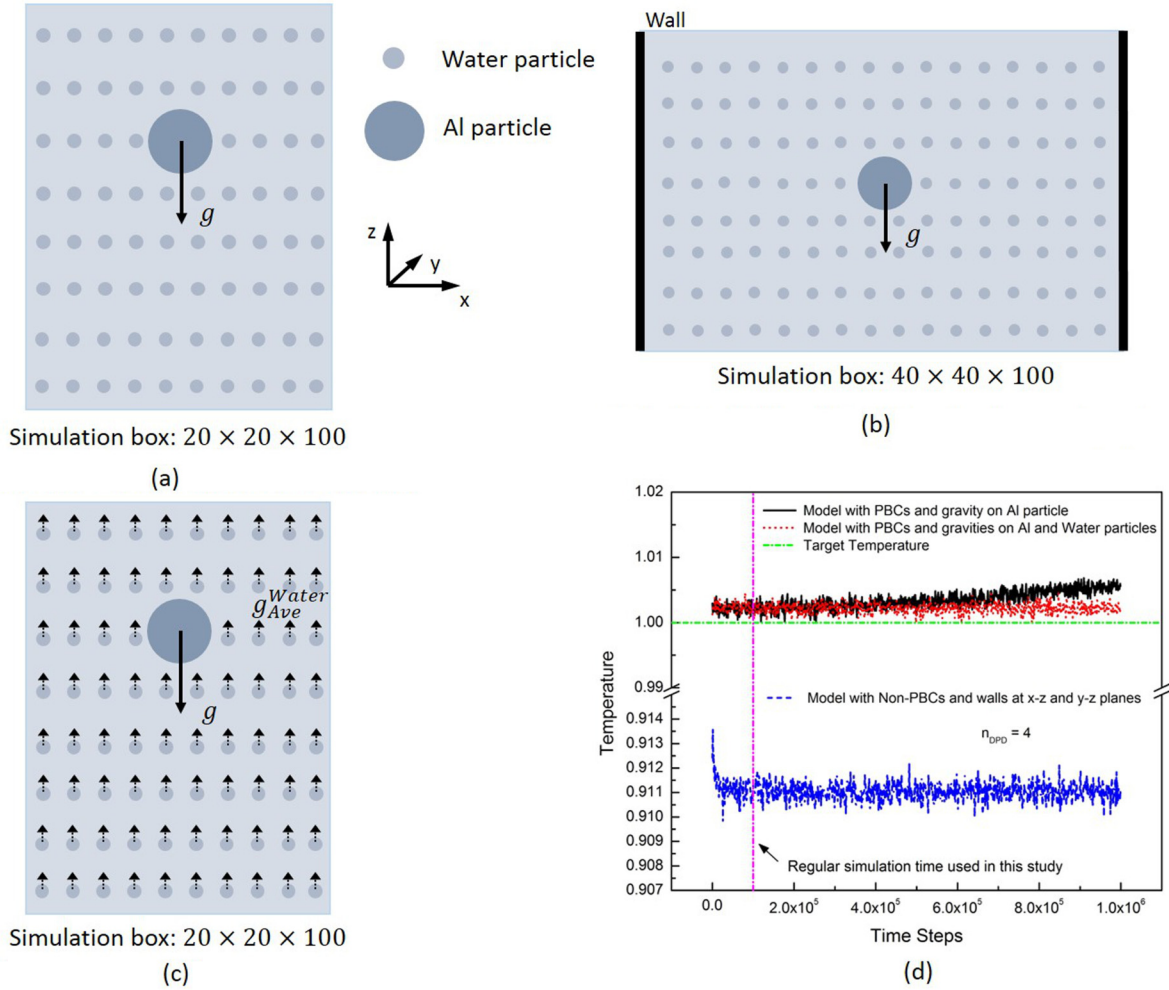 Water particle
Al particle
g
z
y
x
Simulation box: 20 × 20 × 100
(a)
Wall
g
Simulation box: 40 × 40 × 100
(b)
g^{Water}_{Ave}
g
Simulation box: 20 × 20 × 100
(c)
1.02
1.01
1.00
0.99
0.914
0.913
0.912
0.911
0.910
0.909
0.908
0.907
Temperature
Model with PBCs and gravity on Al particle
Model with PBCs and gravities on Al and Water particles
Target Temperature
Model with Non-PBCs and walls at x-z and y-z planes
n_{DPD} = 4
Regular simulation time used in this study
0.0 2.0x10^5 4.0x10^5 6.0x10^5 8.0x10^5 1.0x10^6
Time Steps
(d)